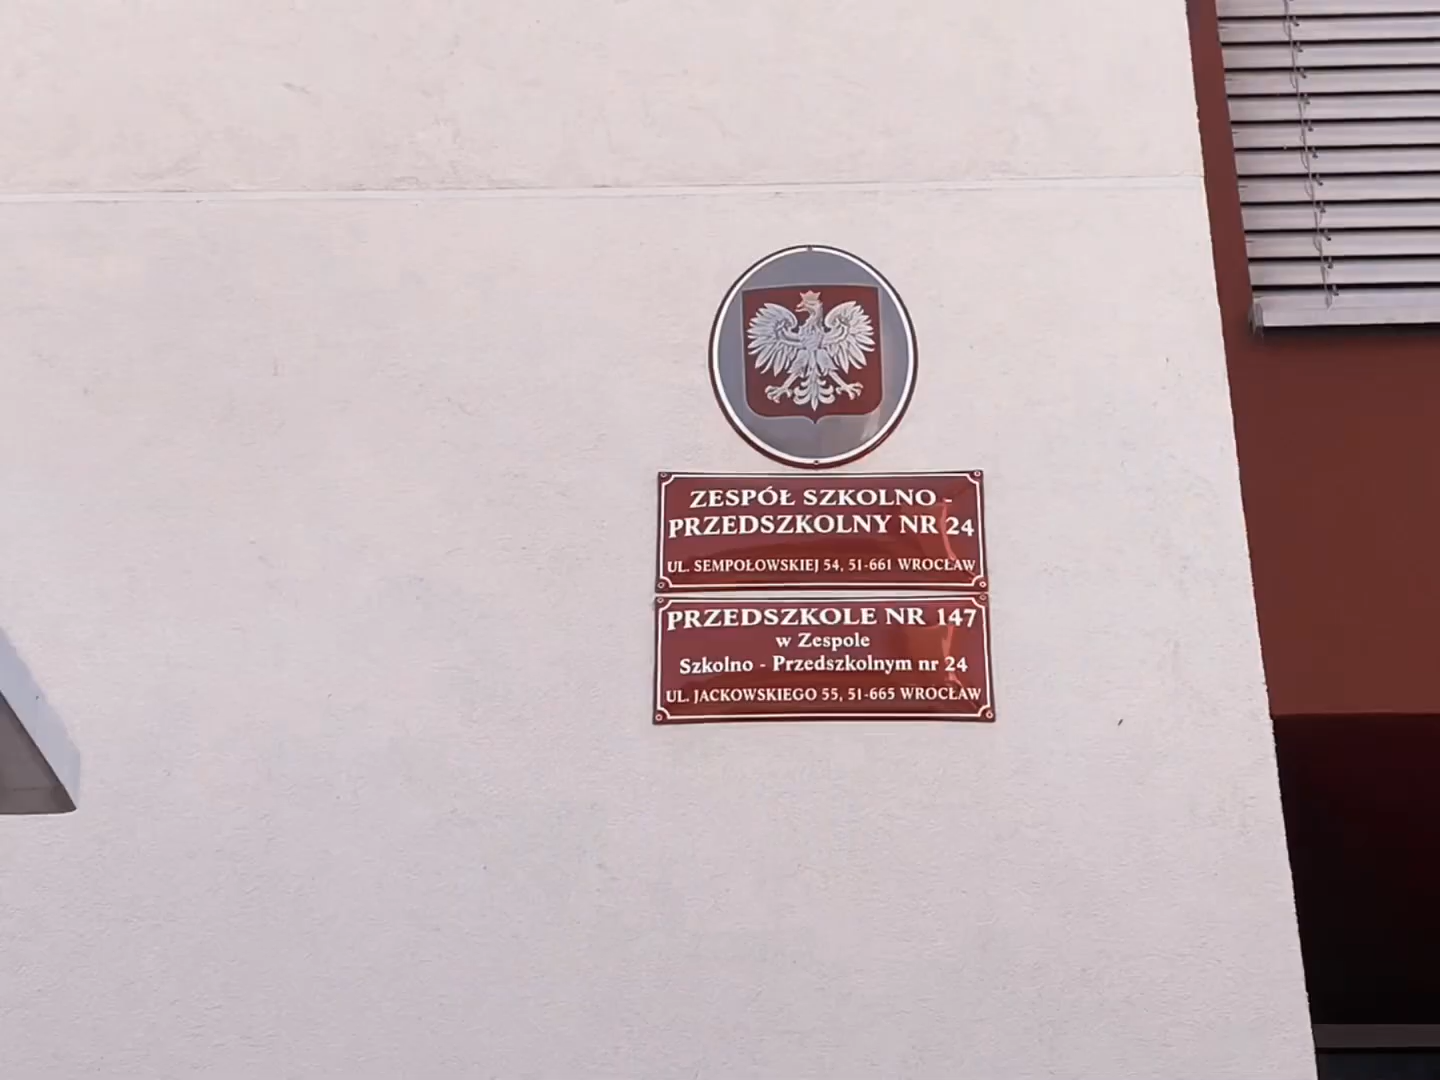 ZESPÓŁ SZKOLNO -
PRZEDSZKOLNY NR 24
UL. SEMPOŁOWSKIEJ 54, 51-661 WROCŁAW
PRZEDSZKOLE NR 147
w Zespole
Szkolno - Przedszkolnym nr 24
UL. JACKOWSKIEGO 55, 51-665 WROCŁAW